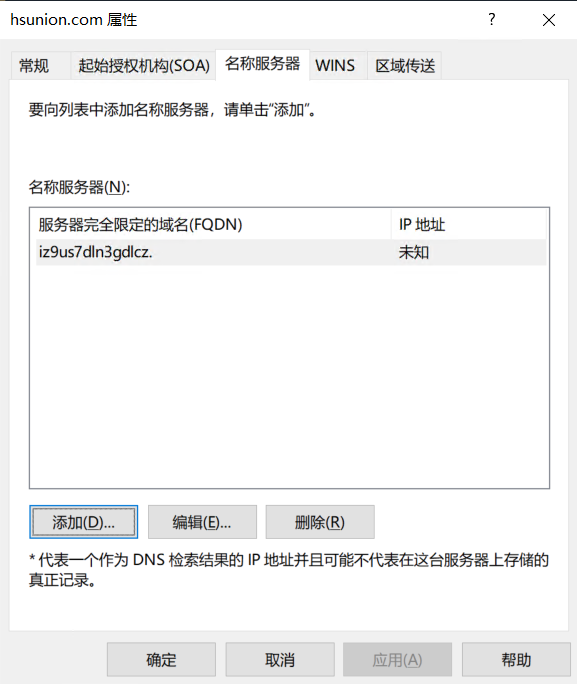 hsunion.com 属性
?
常规 起始授权机构(SOA) 名称服务器 WINS 区域传送
要向列表中添加名称服务器，请单击“添加”。
名称服务器(N):
服务器完全限定的域名(FQDN) IP 地址
iz9us7dln3gdlcz. 未知
添加(D)... 编辑(E)... 删除(R)
* 代表一个作为 DNS 检索结果的 IP 地址并且可能不代表在这台服务器上存储的
真正记录。
确定 取消 应用(A) 帮助